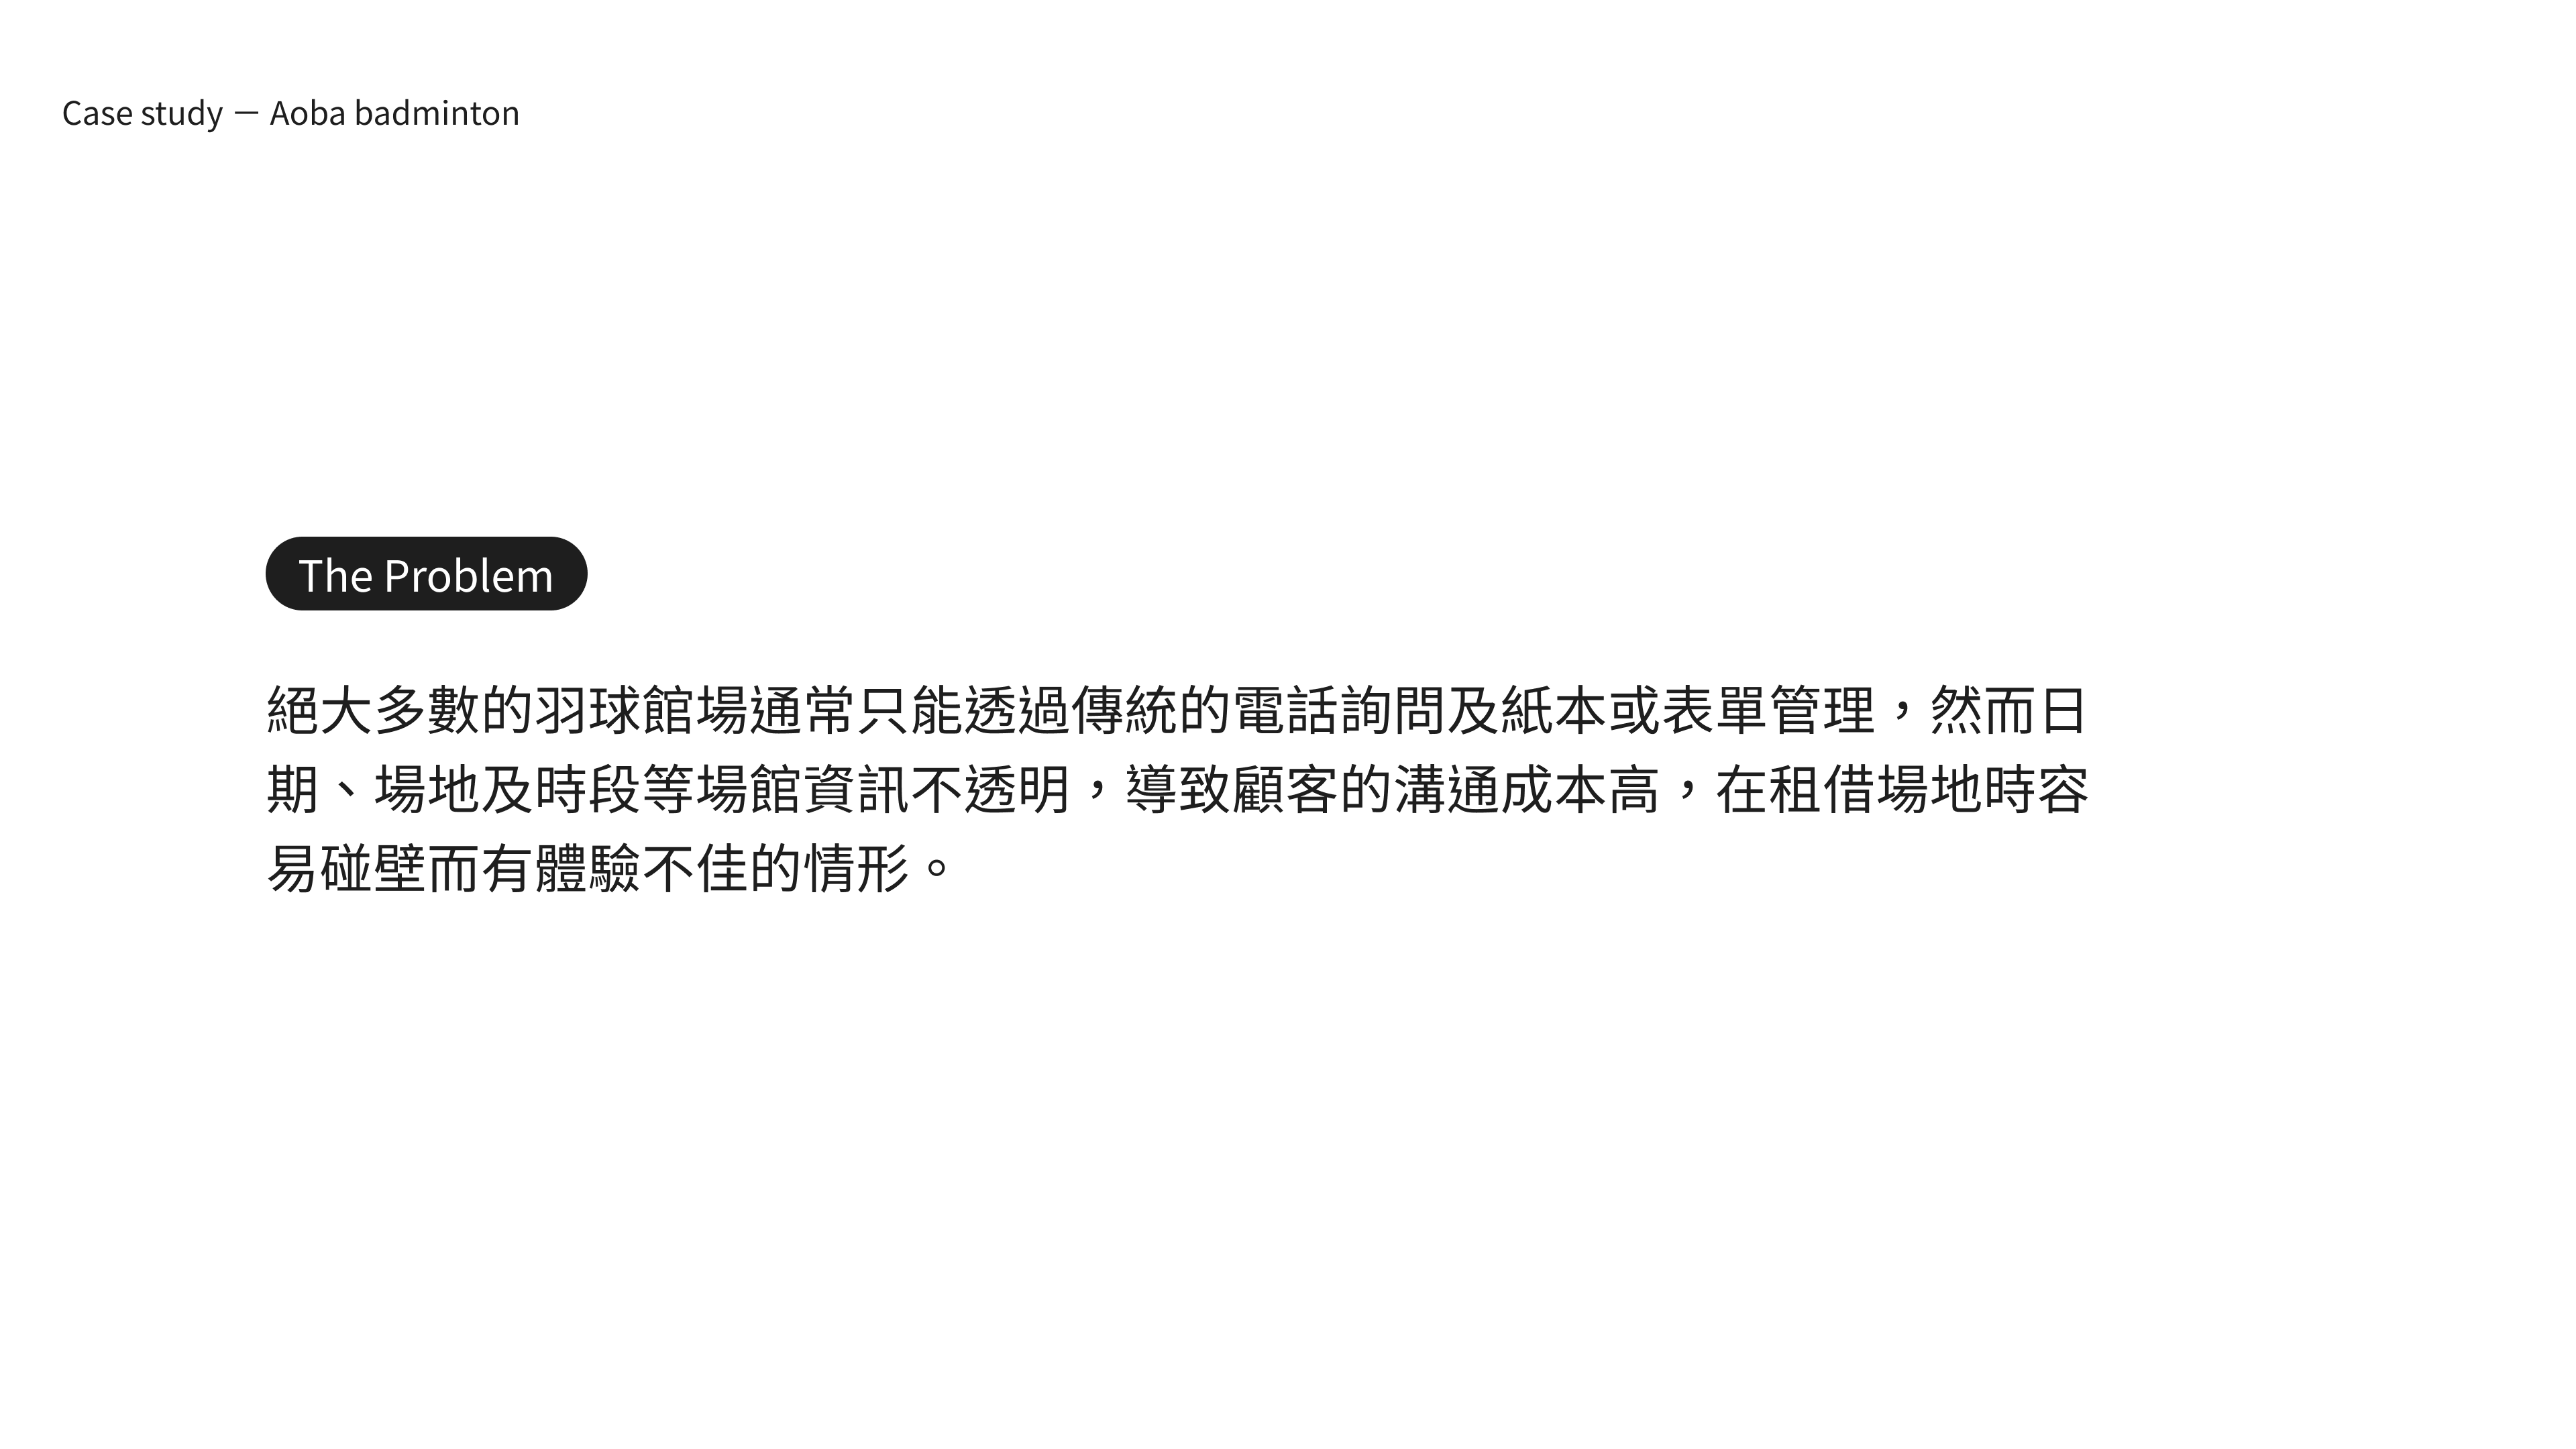 Case study — Aoba badminton
The Problem
絕大多數的羽球館場通常只能透過傳統的電話詢問及紙本或表單管理，然而日
期、場地及時段等場館資訊不透明，導致顧客的溝通成本高，在租借場地時容
易碰壁而有體驗不佳的情形。